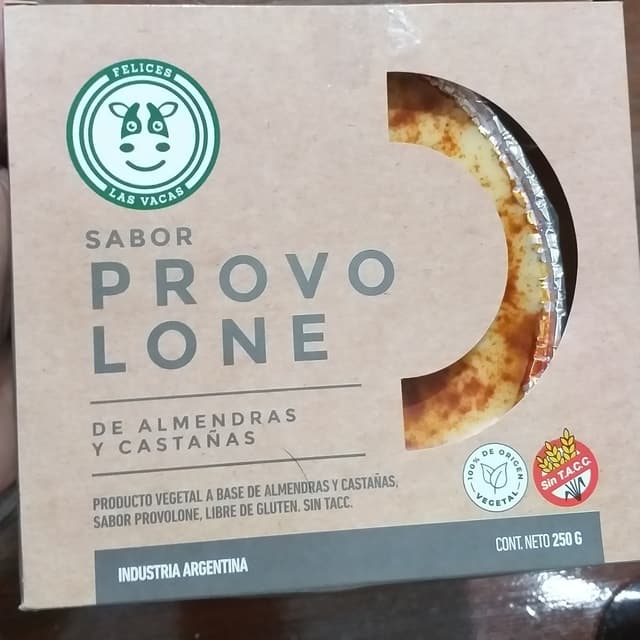 FELICES
LAS VACAS
SABOR
PROVO
LONE
DE ALMENDRAS
Y CASTAÑAS
PRODUCTO VEGETAL A BASE DE ALMENDRAS Y CASTAÑAS,
SABOR PROVOLONE, LIBRE DE GLUTEN. SIN TACC.
100% DE ORIGEN
VEGETAL
Sin T.A.C.C.
INDUSTRIA ARGENTINA
CONT. NETO 250 G